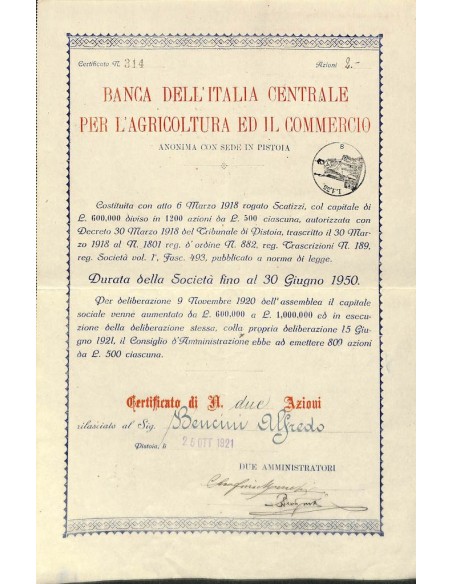 Certificato N. 314 Azioni 2.-
BANCA DELL'ITALIA CENTRALE
PER L'AGRICOLTURA ED IL COMMERCIO
ANONIMA CON SEDE IN PISTOIA
Costituita con atto 6 Marzo 1918 rogato Scatizzi, col capitale di
L. 600,000 diviso in 1200 azioni da L. 500 ciascuna, autorizzata con
Decreto 30 Marzo 1918 del Tribunale di Pistoia, trascritto il 30 Mar-
zo 1918 al N. 1801 reg. d'ordine N. 882, reg. Trascrizioni N. 189,
reg. Società vol. 1º, Fasc. 493, pubblicato a norma di legge.
Durata della Società fino al 30 Giugno 1950.
Per deliberazione 9 Novembre 1920 dell'assemblea il capitale
sociale venne aumentato da L. 600,000 a L. 1,000,000 ed in esecu-
zione della deliberazione stessa, colla propria deliberazione 15 Giu-
gno 1921, il Consiglio d'Amministrazione ebbe ad emettere 800 azioni
da L. 500 ciascuna.
Certificato di N. due Azioni
rilasciato al Sig. Bencini Alfredo
Pistoia, li 26 OTT 1921
DUE AMMINISTRATORI